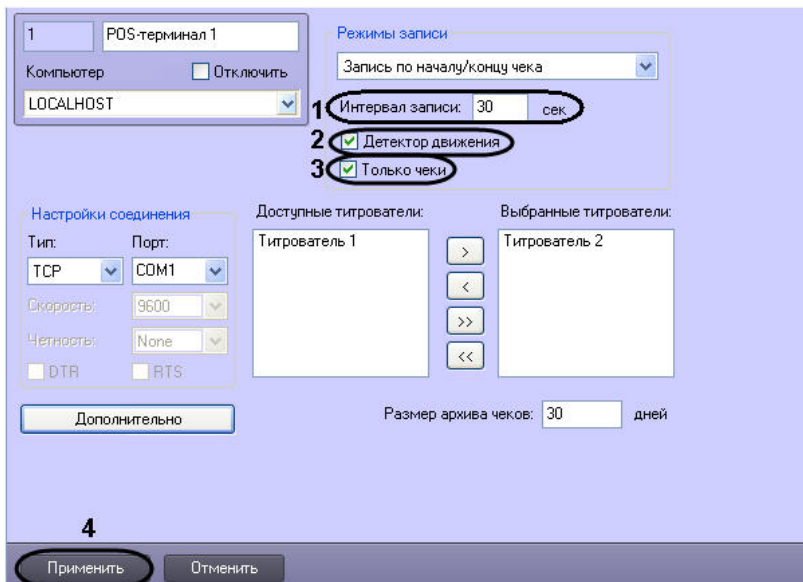 1 POS-терминал 1
Компьютер Отключить
LOCALHOST
Режимы записи
Запись по началу/концу чека
1 Интервал записи: 30 сек
2 Детектор движения
3 Только чеки
Настройки соединения
Тип: Порт:
TCP COM1
Скорость: 9600
Четность: None
DTR RTS
Дополнительно
Доступные титрователи:
Титрователь 1
>
<
>>
<<
Выбранные титрователи:
Титрователь 2
Размер архива чеков: 30 дней
4
Применить Отменить